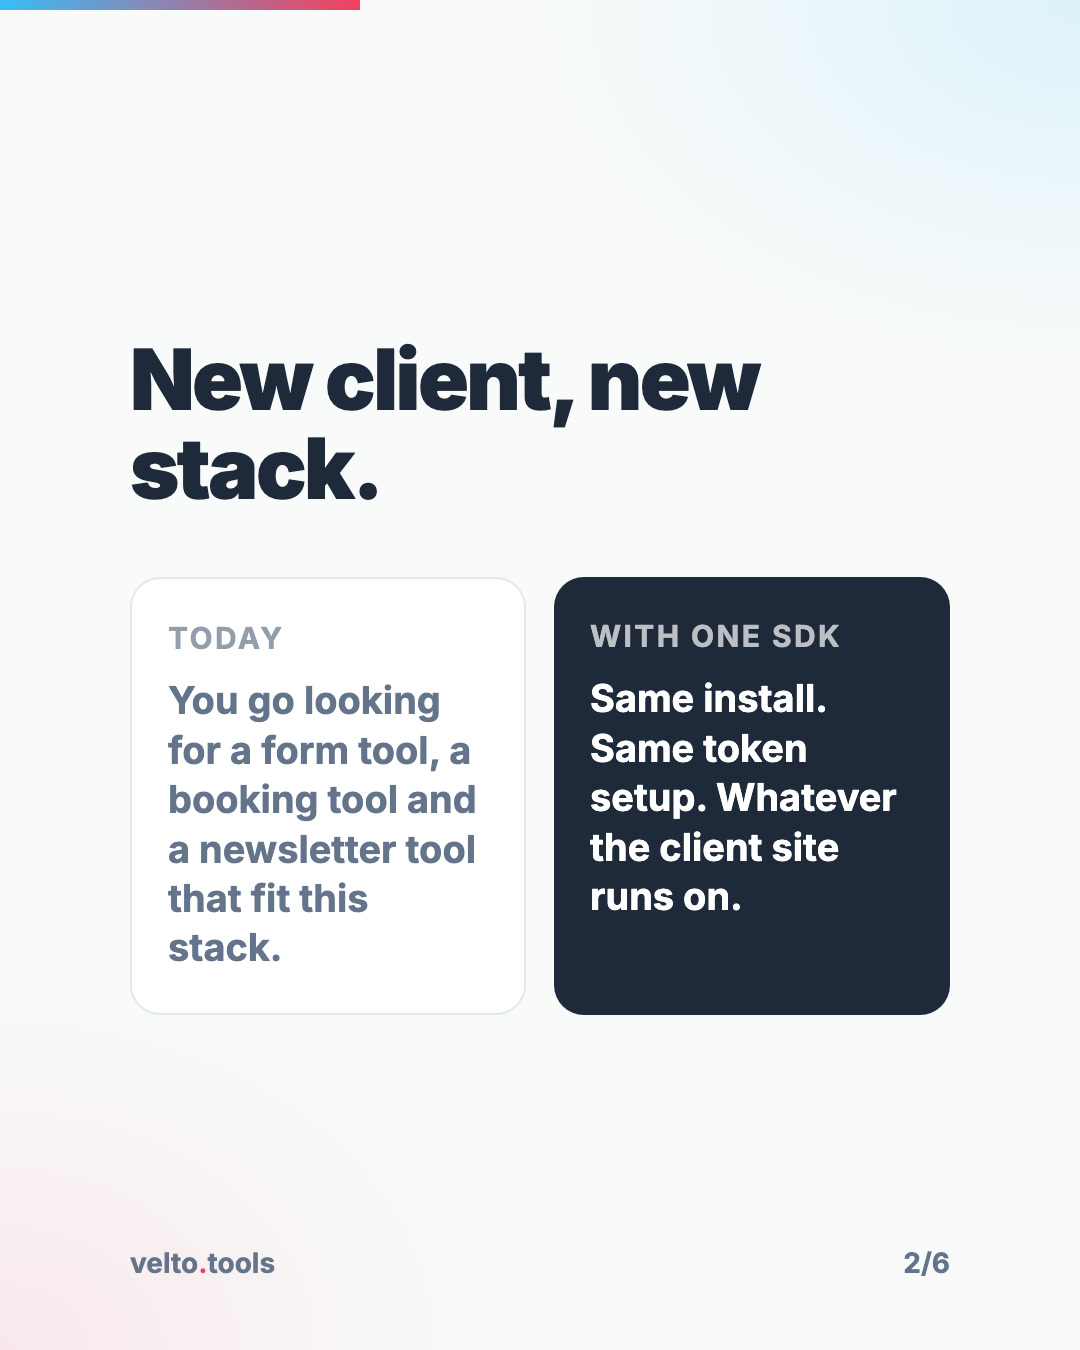 New client, new
stack.
TODAY
You go looking
for a form tool, a
booking tool and
a newsletter tool
that fit this
stack.
WITH ONE SDK
Same install.
Same token
setup. Whatever
the client site
runs on.
velto.tools
2/6